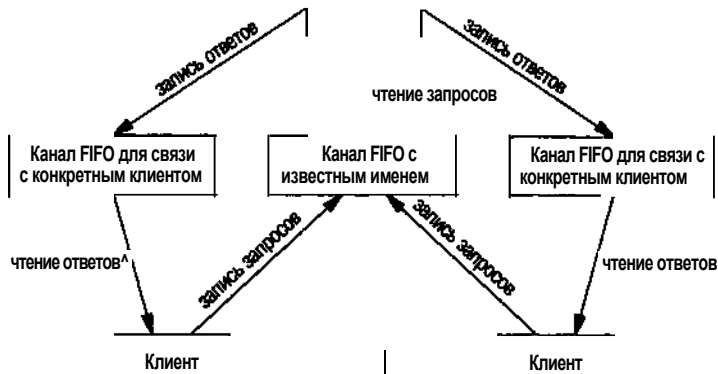 запись ответов
запись ответов
чтение запросов
Канал FIFO для связи
с конкретным клиентом
Канал FIFO с
известным именем
Канал FIFO для связи с
конкретным клиентом
чтение ответов^
запись запросов
запись запросов
чтение ответов
Клиент
Клиент